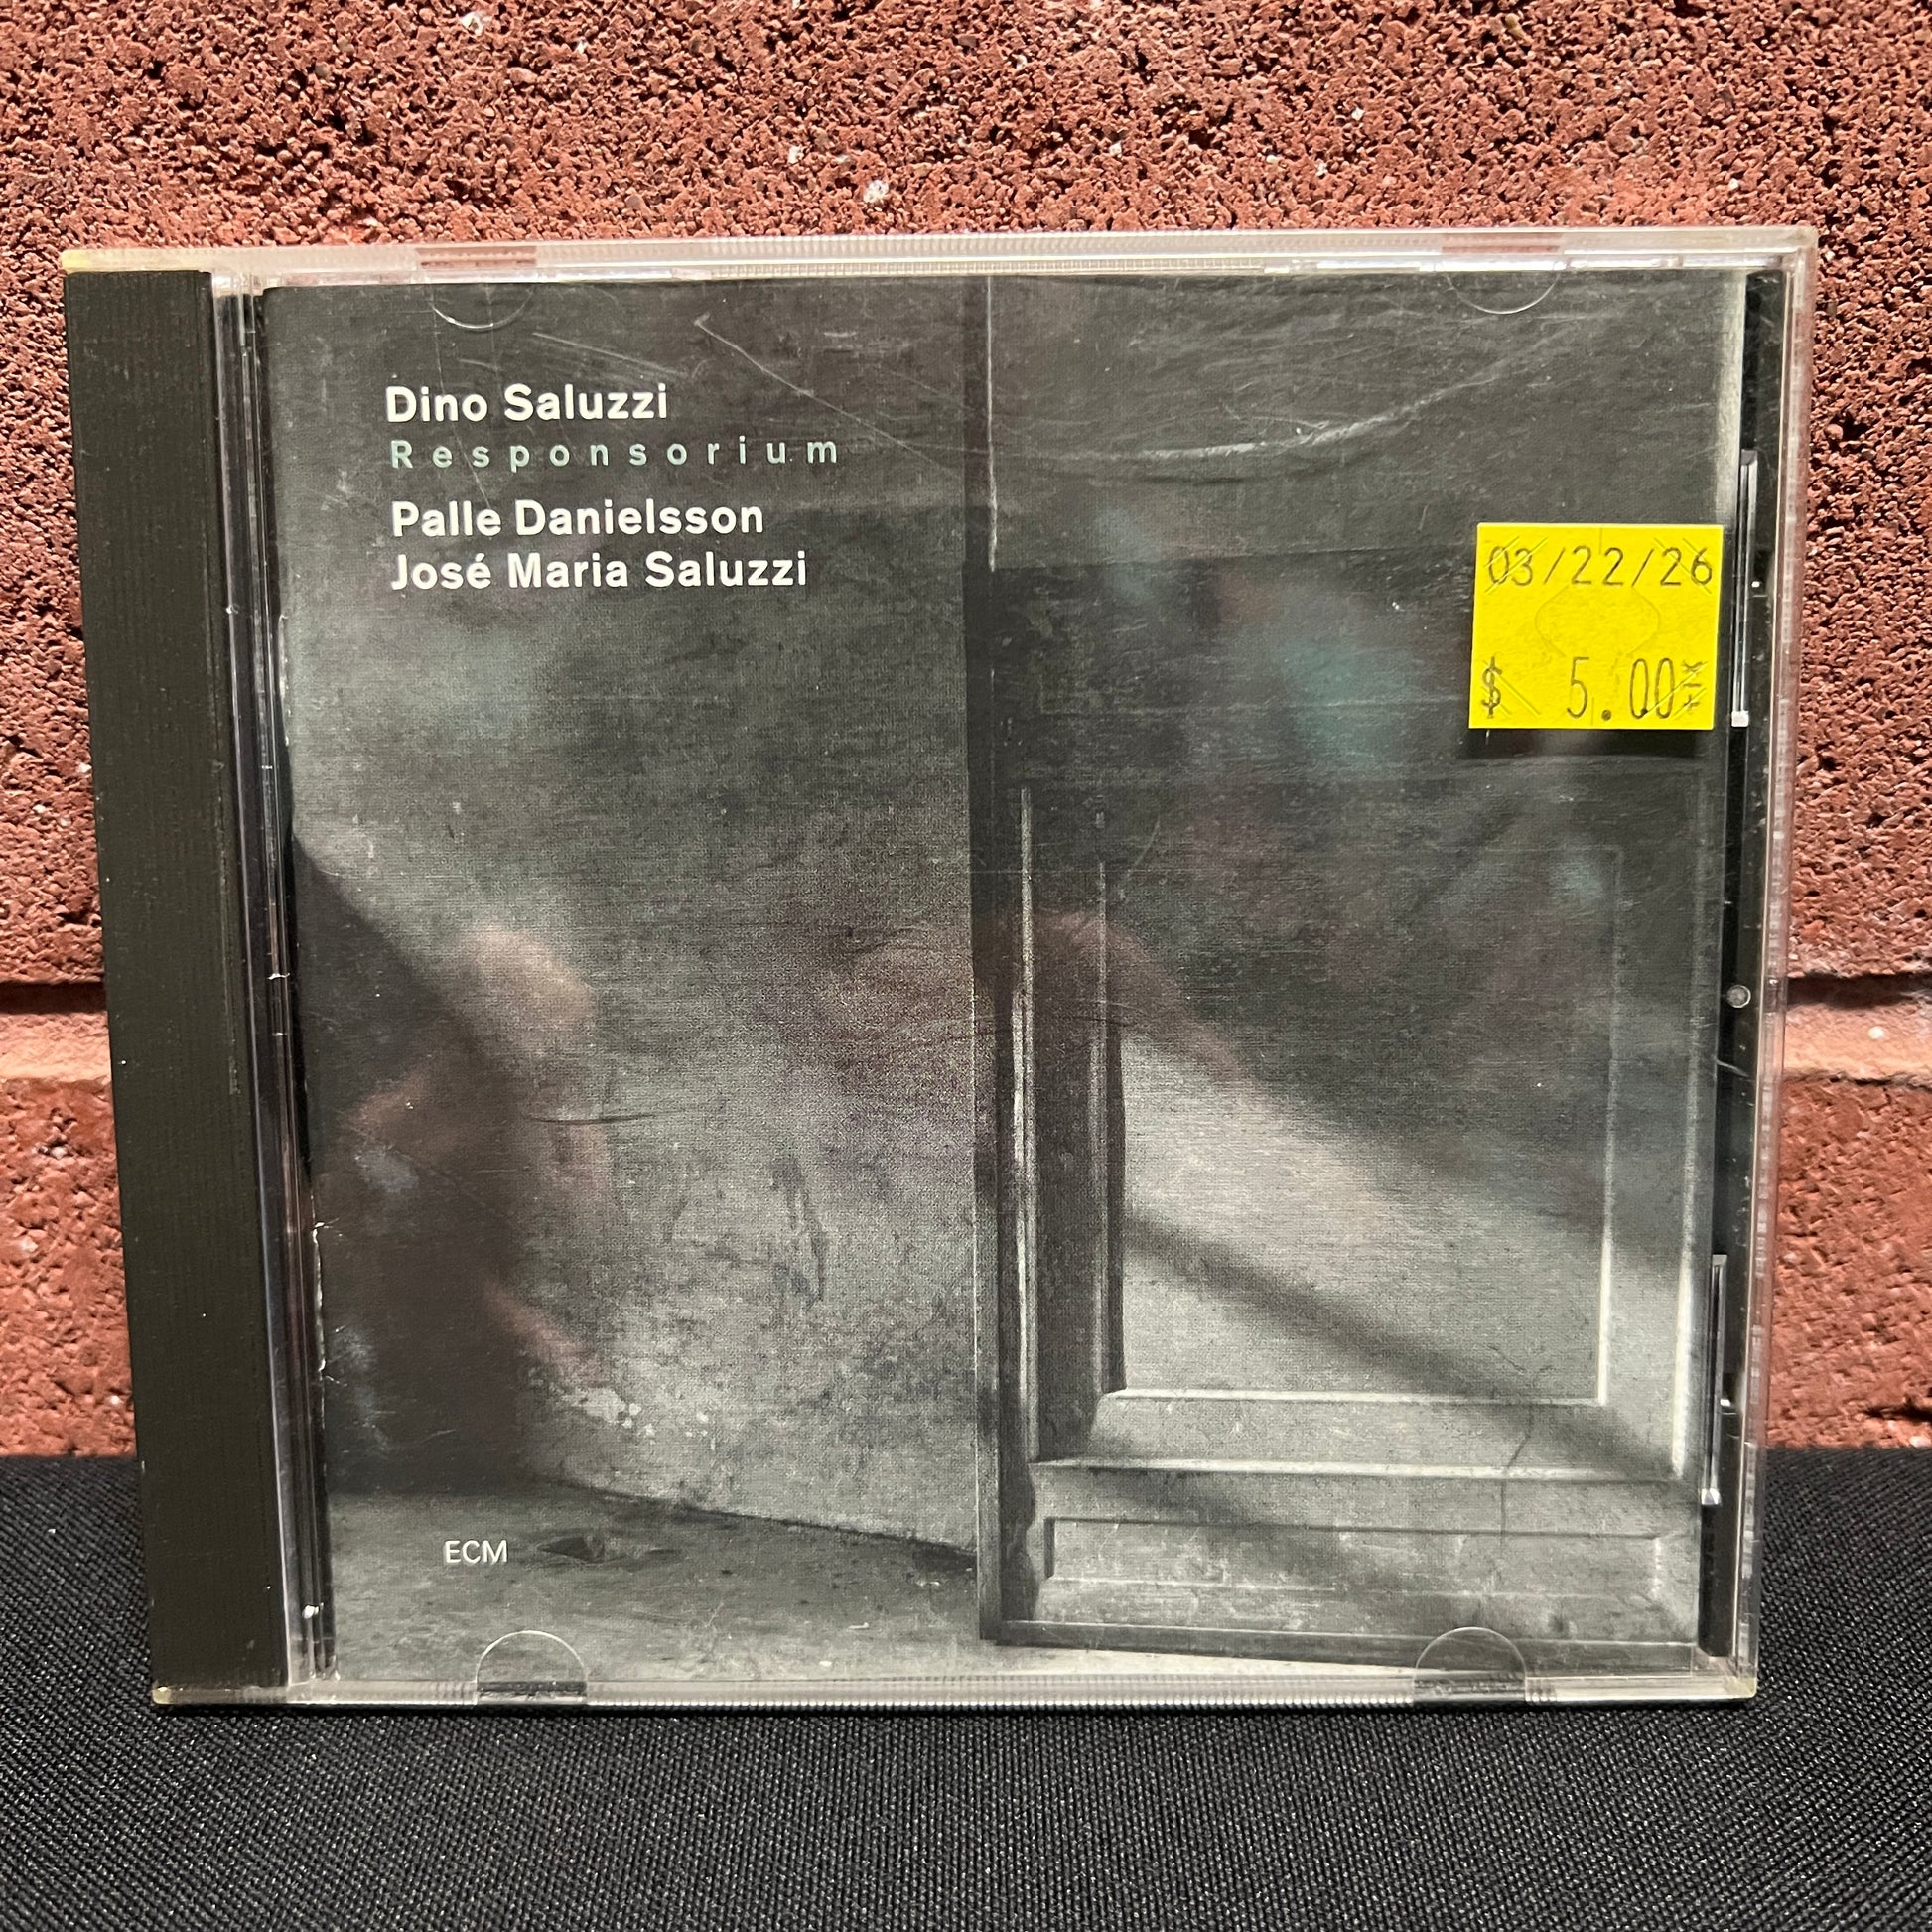 Dino Saluzzi
Responsorium
Palle Danielsson
José Maria Saluzzi
03/22/26
$ 5.00
ECM